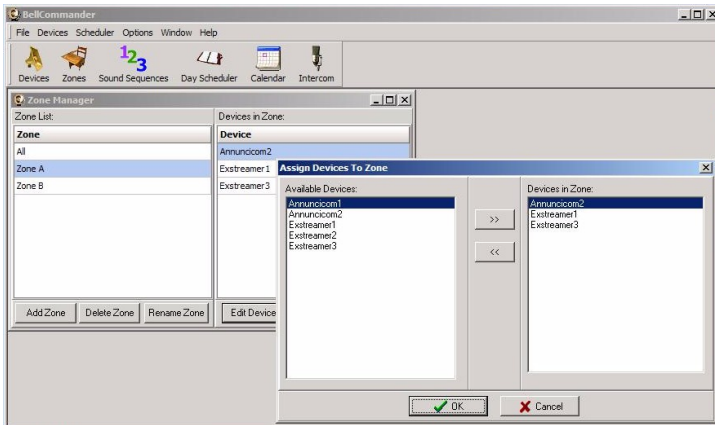 BellCommander
File Devices Scheduler Options Window Help
123
Devices Zones Sound Sequences Day Scheduler Calendar Intercom
Zone Manager
Zone List:
Zone
All
Zone A
Zone B
Add Zone Delete Zone Rename Zone
Devices in Zone:
Device
Annuncicom2
Exstreamer1
Exstreamer3
Edit Device
Assign Devices To Zone
Available Devices:
Annuncicom1
Annuncicom2
Exstreamer1
Exstreamer2
Exstreamer3
>>
<<
Devices in Zone:
Annuncicom2
Exstreamer1
Exstreamer3
OK Cancel